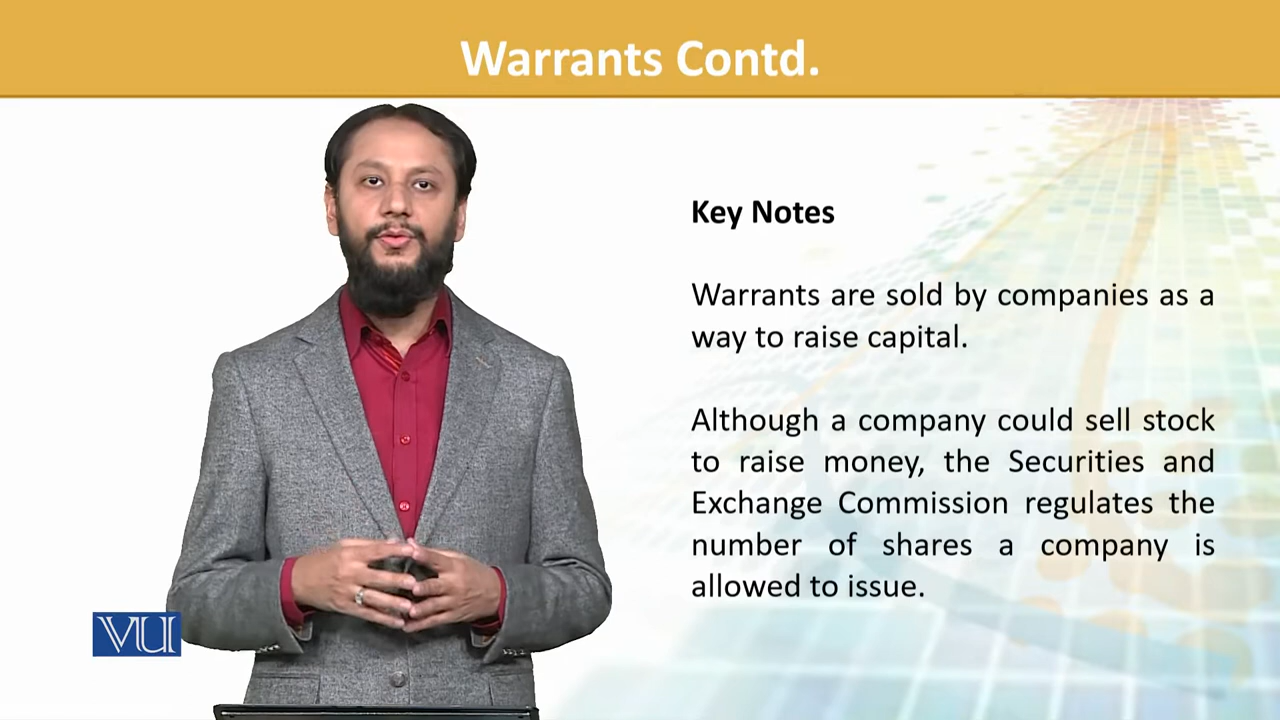 Warrants Contd.
Key Notes
Warrants are sold by companies as a
way to raise capital.
Although a company could sell stock
to raise money, the Securities and
Exchange Commission regulates the
number of shares a company is
allowed to issue.
VU